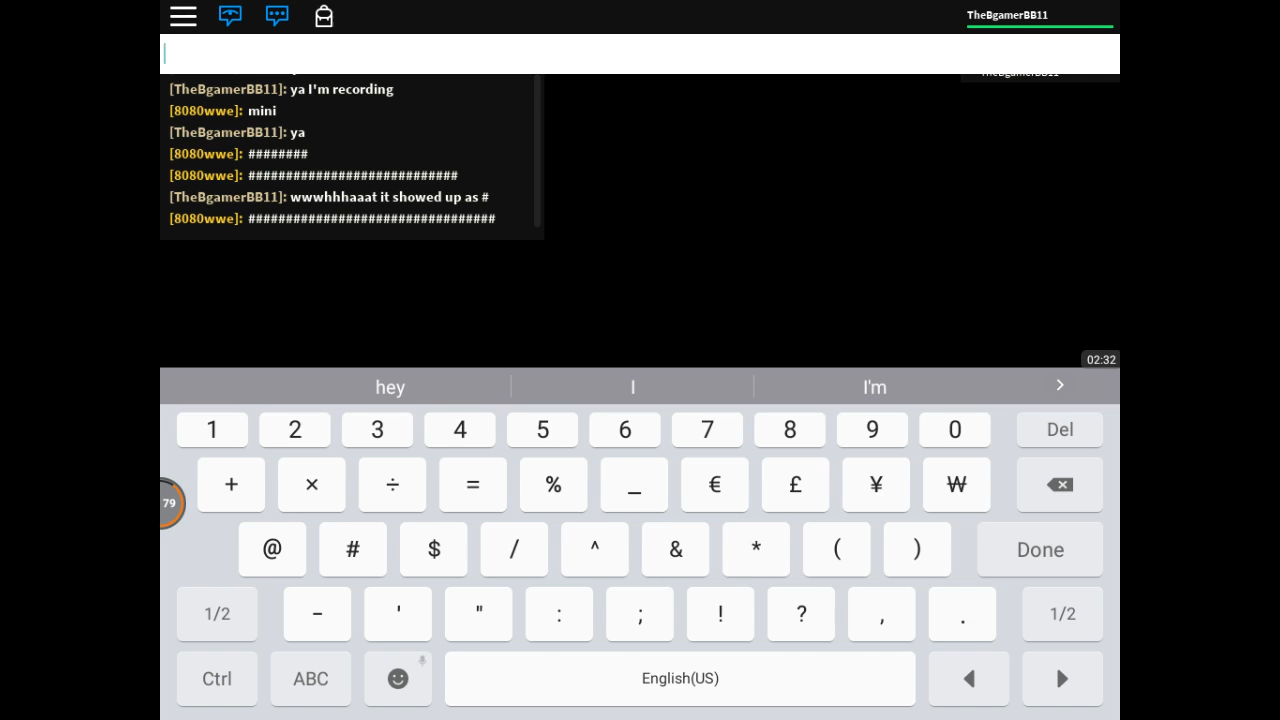 TheBgamerBB11
TheBgamerBB11
[TheBgamerBB11]: ya I'm recording
[8080wwe]: mini
[TheBgamerBB11]: ya
[8080wwe]: ########
[8080wwe]: ############################
[TheBgamerBB11]: wwwhhhaaat it showed up as #
[8080wwe]: #################################
02:32
hey I I'm
1 2 3 4 5 6 7 8 9 0 Del
+ × ÷ = % _ € £ ¥ ₩
79
@ # $ / ^ & * ( ) Done
1/2 - ' " : ; ! ? , . 1/2
Ctrl ABC English(US)